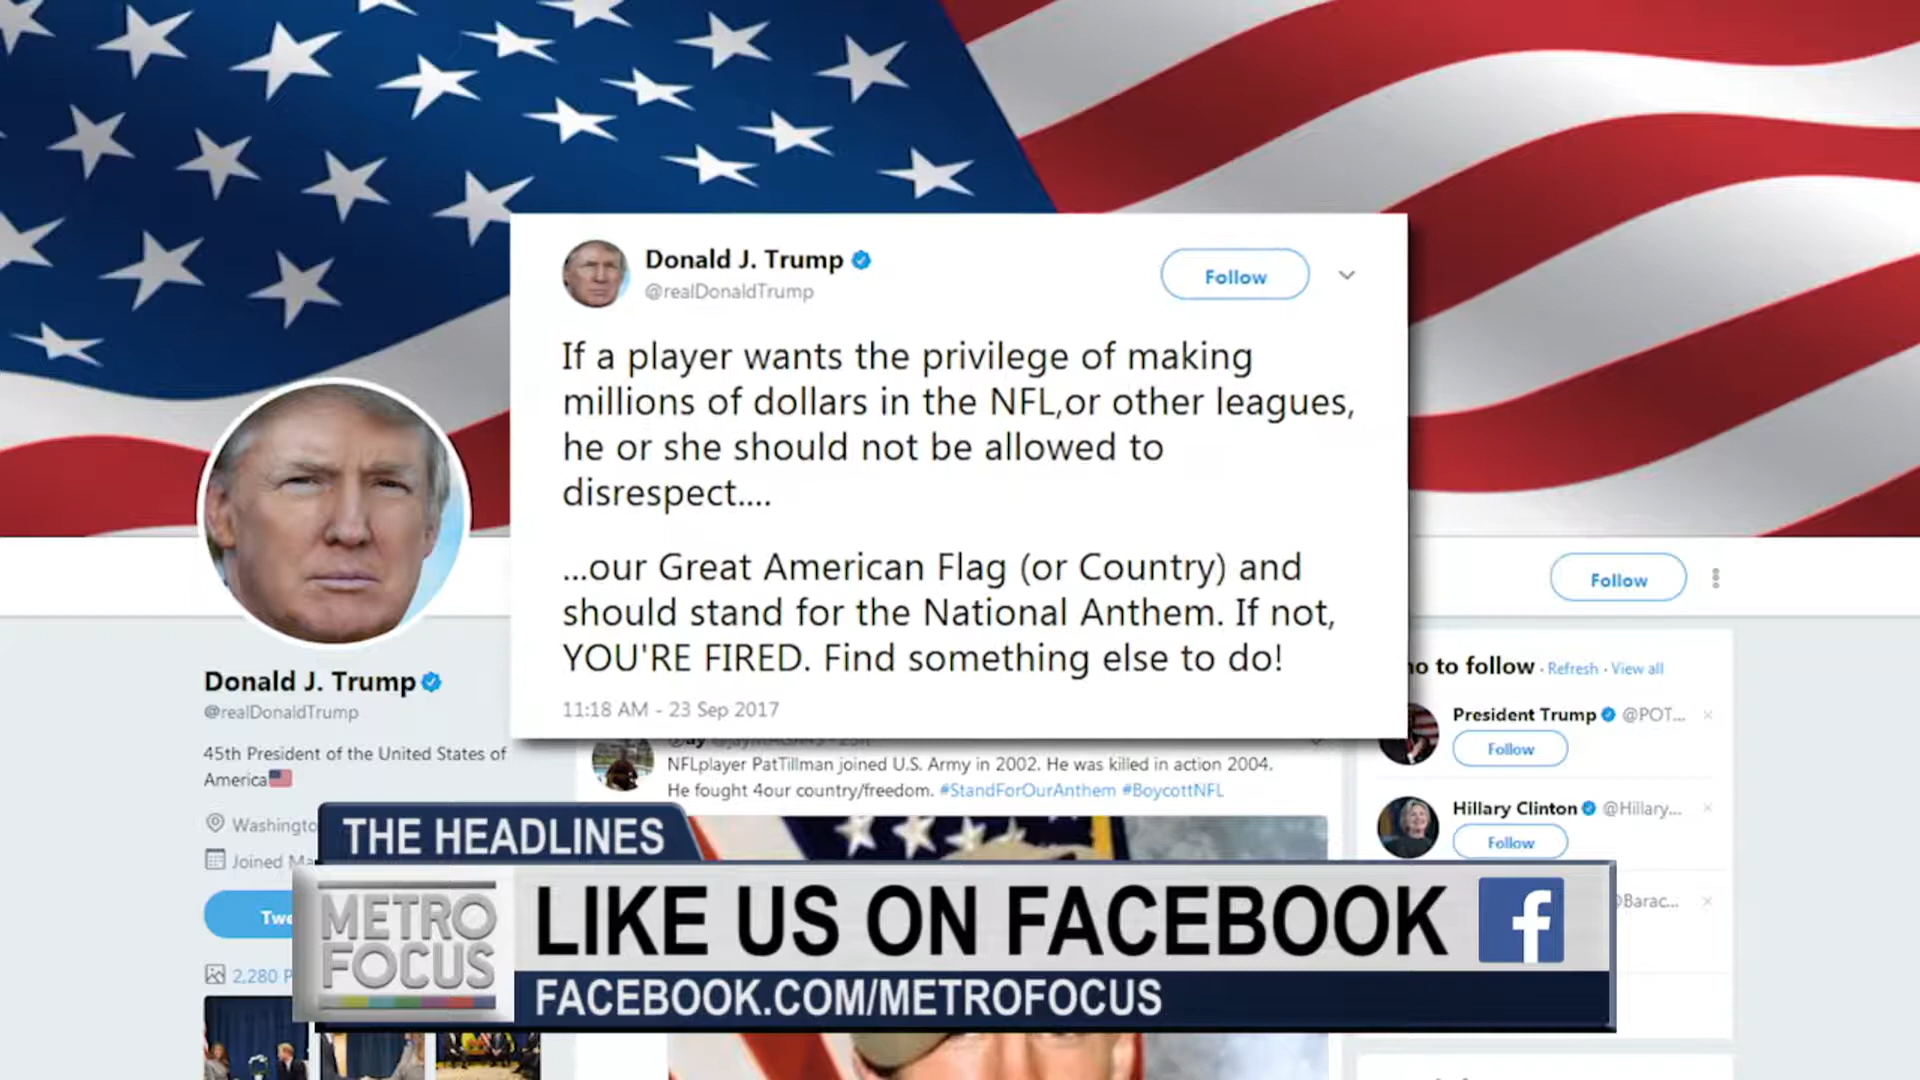 Donald J. Trump
@realDonaldTrump
Follow
If a player wants the privilege of making
millions of dollars in the NFL,or other leagues,
he or she should not be allowed to
disrespect....
...our Great American Flag (or Country) and
should stand for the National Anthem. If not,
YOU'RE FIRED. Find something else to do!
11:18 AM - 23 Sep 2017
Follow
Donald J. Trump
@realDonaldTrump
45th President of the United States of
America
Washingto
Joined Ma
Twe
2,280 P
NFLplayer PatTillman joined U.S. Army in 2002. He was killed in action 2004.
He fought 4our country/freedom. #StandForOurAnthem #BoycottNFL
o to follow · Refresh · View all
President Trump @POT...
Follow
Hillary Clinton @Hillary...
Follow
Barac...
THE HEADLINES
METRO
FOCUS
LIKE US ON FACEBOOK
f
FACEBOOK.COM/METROFOCUS